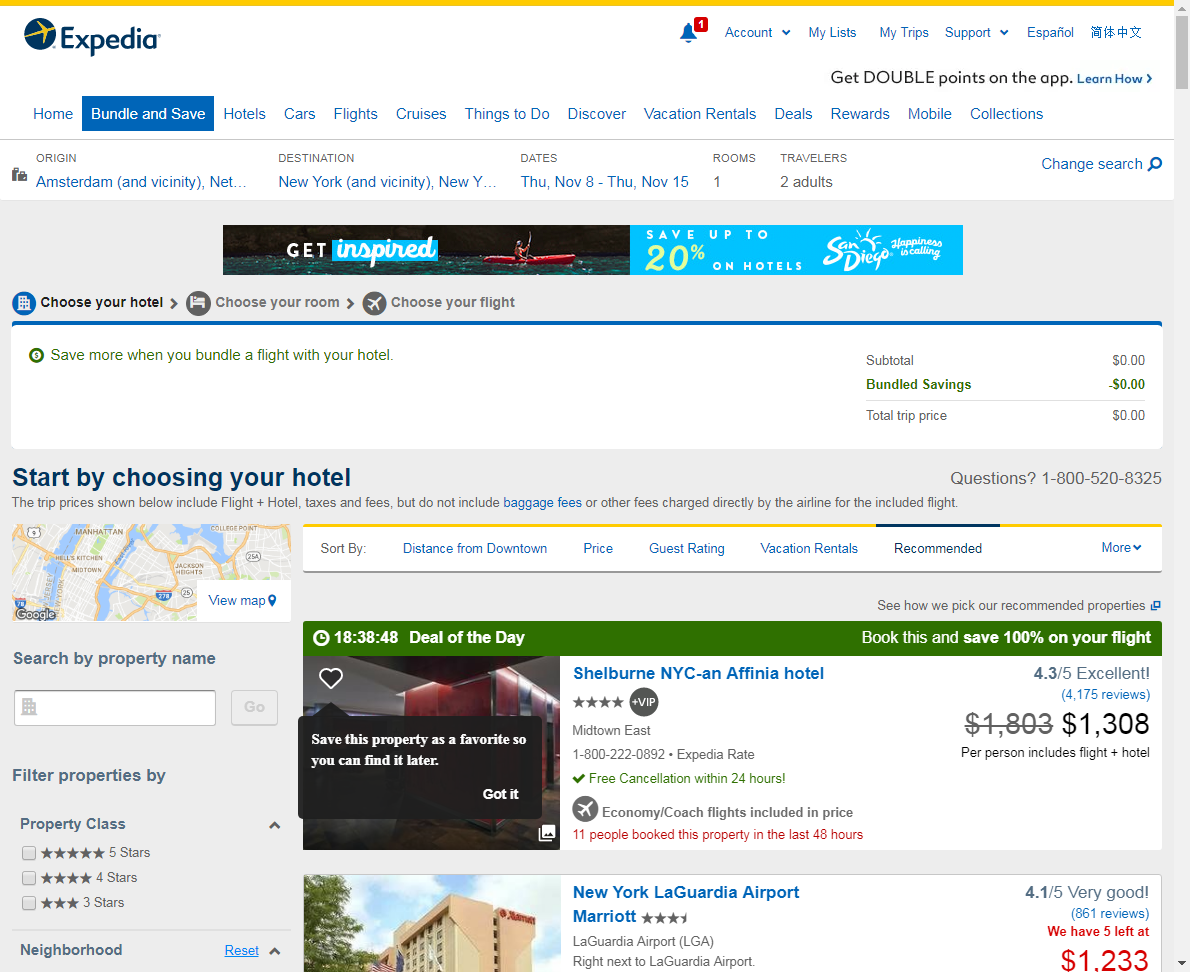 Expedia
1
Account
My Lists
My Trips
Support
Español
简体中文
Get DOUBLE points on the app. Learn How
Home
Bundle and Save
Hotels
Cars
Flights
Cruises
Things to Do
Discover
Vacation Rentals
Deals
Rewards
Mobile
Collections
ORIGIN
Amsterdam (and vicinity), Net...
DESTINATION
New York (and vicinity), New Y...
DATES
Thu, Nov 8 - Thu, Nov 15
ROOMS
1
TRAVELERS
2 adults
Change search
GET inspired
SAVE UP TO
20% ON HOTELS
San Diego
Happiness is calling
Choose your hotel
Choose your room
Choose your flight
Save more when you bundle a flight with your hotel.
Subtotal $0.00
Bundled Savings -$0.00
Total trip price $0.00
Start by choosing your hotel
Questions? 1-800-520-8325
The trip prices shown below include Flight + Hotel, taxes and fees, but do not include baggage fees or other fees charged directly by the airline for the included flight.
9
MANHATTAN
COLLEGE POINT
HELL'S KITCHEN
MIDTOWN
25A
JACKSON HEIGHTS
278
25
78
Google
View map
Sort By:
Distance from Downtown
Price
Guest Rating
Vacation Rentals
Recommended
More
See how we pick our recommended properties
Search by property name
Go
Filter properties by
Property Class
5 Stars
4 Stars
3 Stars
Neighborhood
Reset
18:38:48 Deal of the Day
Book this and save 100% on your flight
Save this property as a favorite so
you can find it later.
Got it
Shelburne NYC-an Affinia hotel
+VIP
Midtown East
1-800-222-0892 • Expedia Rate
Free Cancellation within 24 hours!
Economy/Coach flights included in price
11 people booked this property in the last 48 hours
4.3/5 Excellent!
(4,175 reviews)
$1,803 $1,308
Per person includes flight + hotel
Marriott
New York LaGuardia Airport
Marriott
LaGuardia Airport (LGA)
Right next to LaGuardia Airport.
4.1/5 Very good!
(861 reviews)
We have 5 left at
$1,233